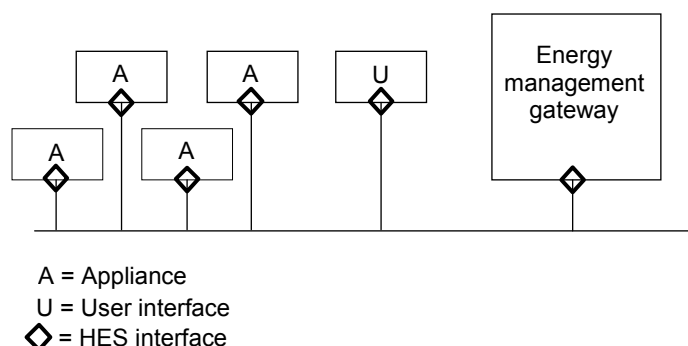 A
A
U
Energy
management
gateway
A
A
A = Appliance
U = User interface
= HES interface